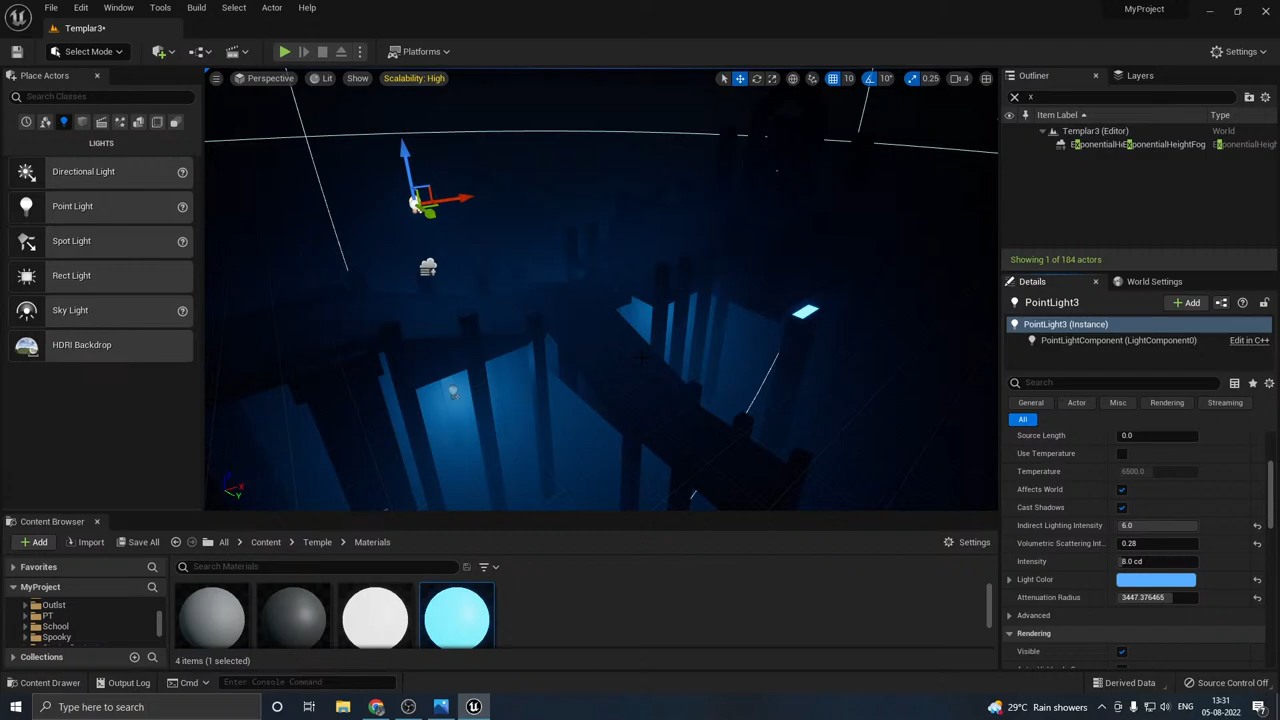 File Edit Window Tools Build Select Actor Help
MyProject
Templar3*
Select Mode
Platforms
Settings
Place Actors
Search Classes
LIGHTS
Directional Light
Point Light
Spot Light
Rect Light
Sky Light
HDRI Backdrop
Perspective Lit Show Scalability: High
10 10° 0.25 4
Outliner Layers
x
Item Label Type
Templar3 (Editor) World
Showing 1 of 184 actors
Details World Settings
PointLight3
Add
PointLight3 (Instance)
PointLightComponent (LightComponent0) Edit in C++
Search
General Actor Misc Rendering Streaming
All
Source Length 0.0
Use Temperature
Temperature 6500.0
Affects World
Cast Shadows
Indirect Lighting Intensity 6.0
Volumetric Scattering Int... 0.28
Intensity 8.0 cd
Light Color
Attenuation Radius 3447.376465
Advanced
Rendering
Visible
Z X Y
Content Browser
Add Import Save All All Content Temple Materials Settings
Favorites
MyProject
Outlst
PT
School
Spooky
Collections
Search Materials
4 items (1 selected)
Content Drawer Output Log Cmd Enter Console Command Derived Data Source Control Off
Type here to search
29°C Rain showers ENG
13:31
05-08-2022